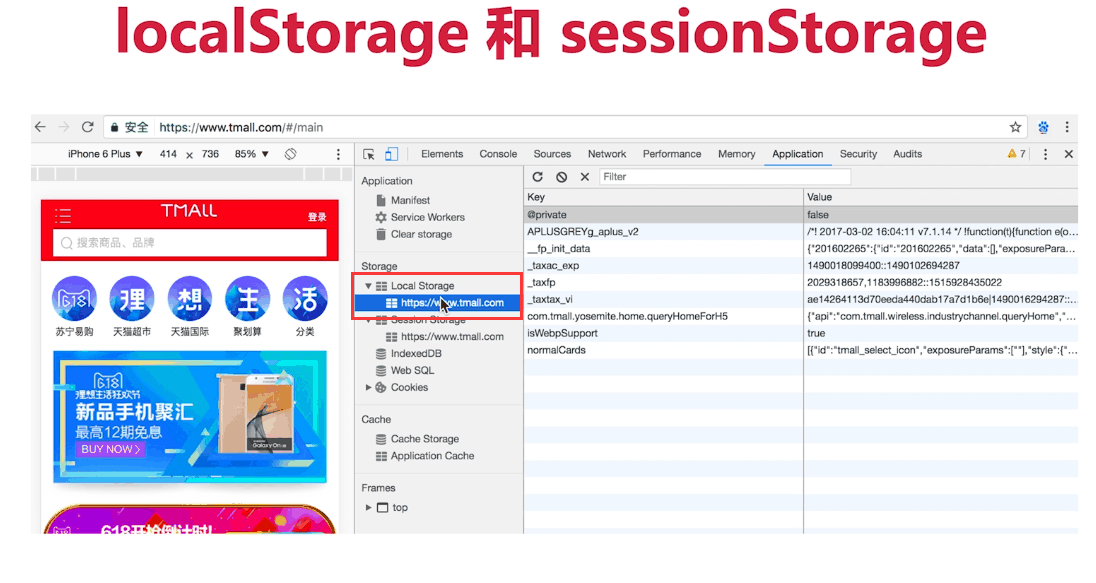 localStorage 和 sessionStorage
安全 https://www.tmall.com/#/main
iPhone 6 Plus ▼ 414 × 736 85% ▼
Elements Console Sources Network Performance Memory Application Security Audits 7
TMALL
登录
搜索商品、品牌
618 理 想 生 活
苏宁易购 天猫超市 天猫国际 聚划算 分类
618
理想生活狂欢节
新品手机聚汇
最高12期免息
BUY NOW >
618开抢倒计时!
Application
Manifest
Service Workers
Clear storage
Storage
Local Storage
https://www.tmall.com
Session Storage
https://www.tmall.com
IndexedDB
Web SQL
Cookies
Cache
Cache Storage
Application Cache
Frames
top
Filter
Key Value
@private false
APLUSGREYg_aplus_v2 /*! 2017-03-02 16:04:11 v7.1.14 */ !function(t){function e(o...
__fp_init_data {"201602265":{"id":"201602265","data":[],"exposurePara...
_taxac_exp 1490018099400::1490102694287
_taxfp 2029318657,1183996882::1515928435022
_taxtax_vi ae14264113d70eeda440dab17a7d1b6e|1490016294287::...
com.tmall.yosemite.home.queryHomeForH5 {"api":"com.tmall.wireless.industrychannel.queryHome","...
isWebpSupport true
normalCards [{"id":"tmall_select_icon","exposureParams":[""],"style":{"...